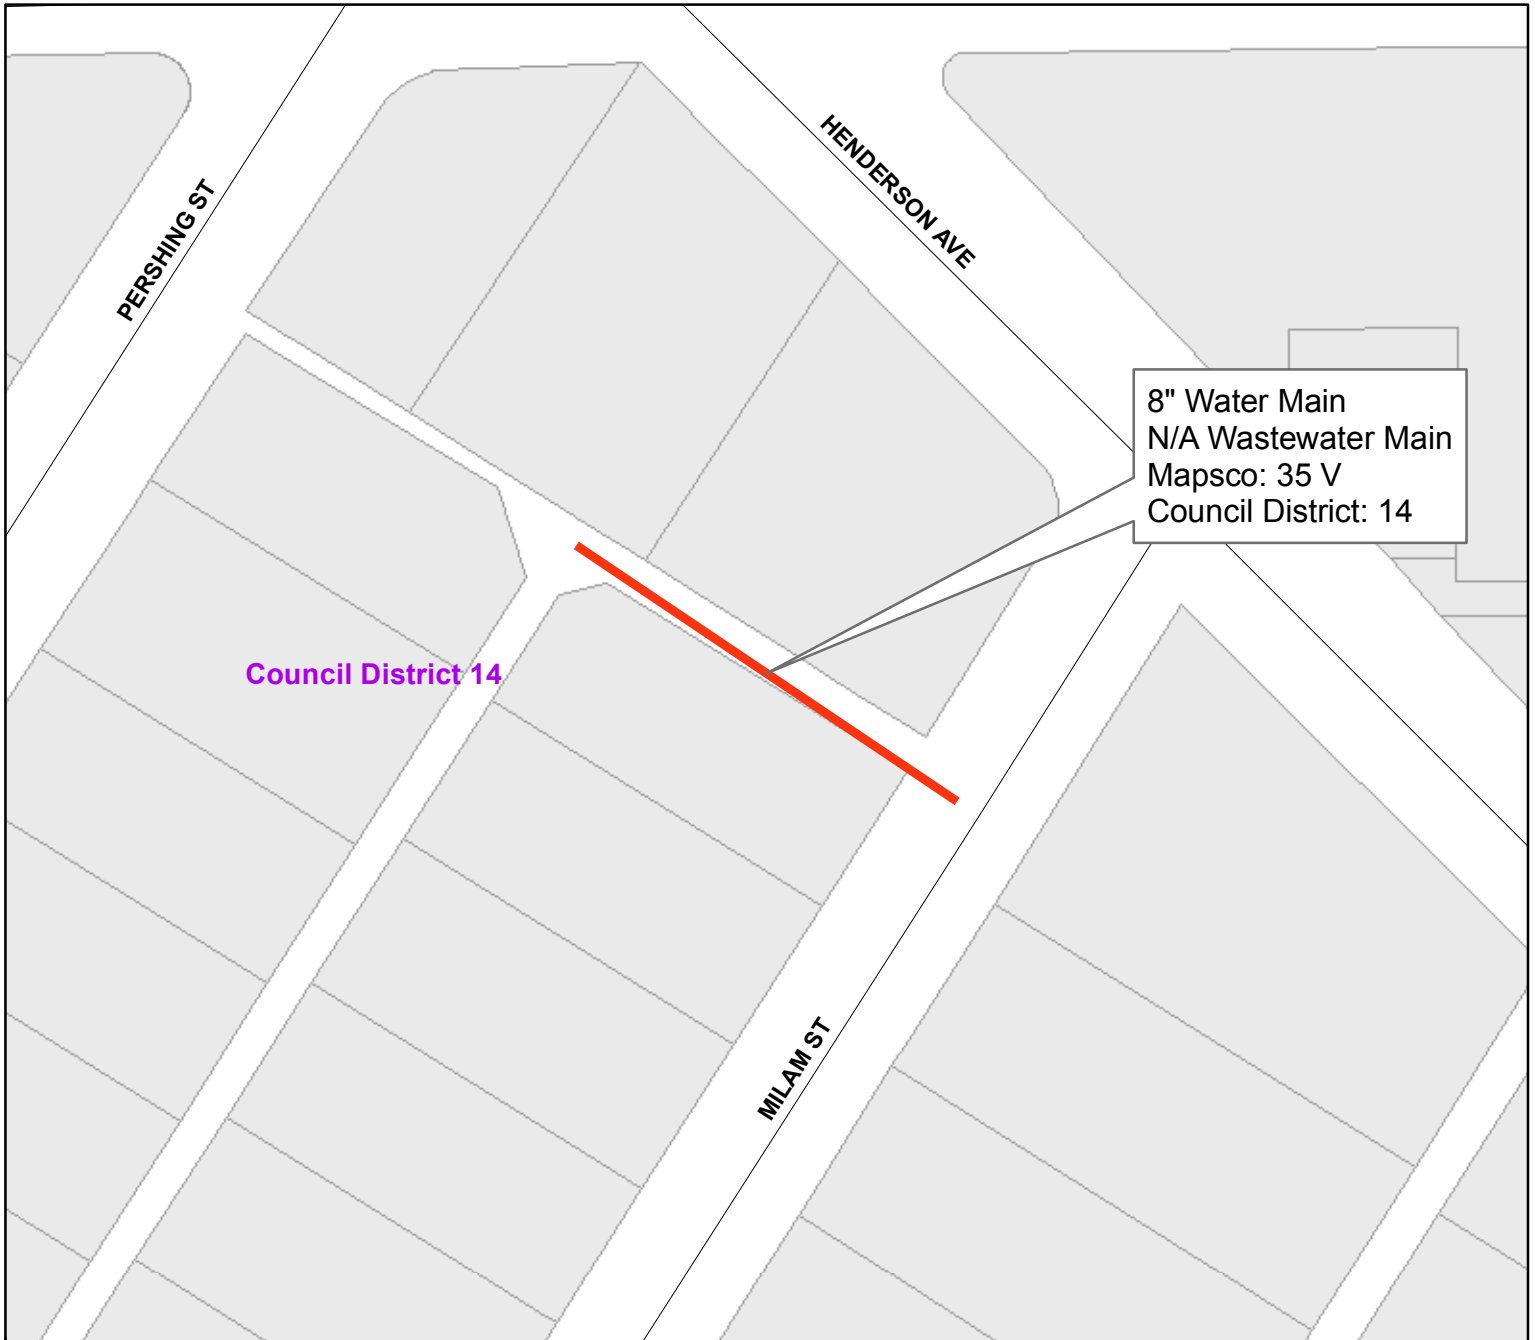 HENDERSON AVE
PERSHING ST
8" Water Main
N/A Wastewater Main
Mapsco: 35 V
Council District: 14
Council District 14
MILAM ST